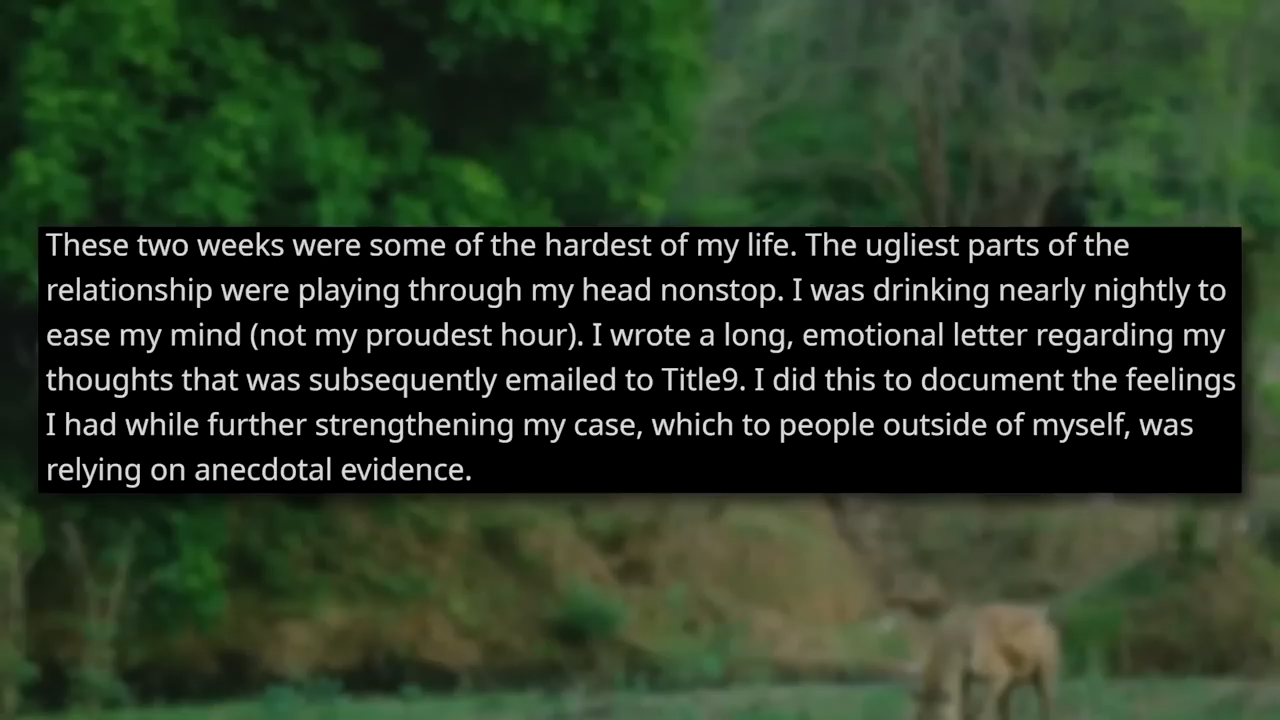 These two weeks were some of the hardest of my life. The ugliest parts of the
relationship were playing through my head nonstop. I was drinking nearly nightly to
ease my mind (not my proudest hour). I wrote a long, emotional letter regarding my
thoughts that was subsequently emailed to Title9. I did this to document the feelings
I had while further strengthening my case, which to people outside of myself, was
relying on anecdotal evidence.